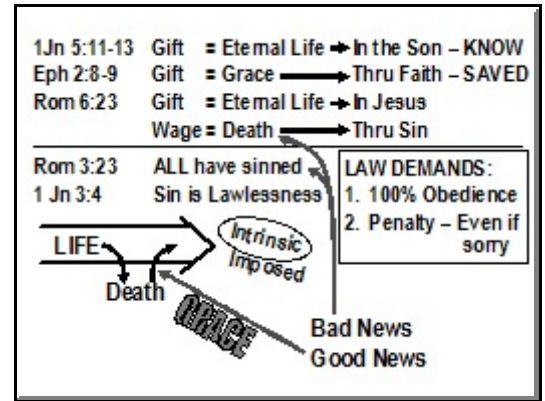 1Jn 5:11-13 Gift = Eternal Life → In the Son – KNOW
Eph 2:8-9 Gift = Grace → Thru Faith – SAVED
Rom 6:23 Gift = Eternal Life → In Jesus
Wage = Death → Thru Sin
Rom 3:23 ALL have sinned
1 Jn 3:4 Sin is Lawlessness
LAW DEMANDS:
1. 100% Obedience
2. Penalty – Even if
sorry
LIFE
Death
Intrinsic
Imposed
GRACE
Bad News
Good News